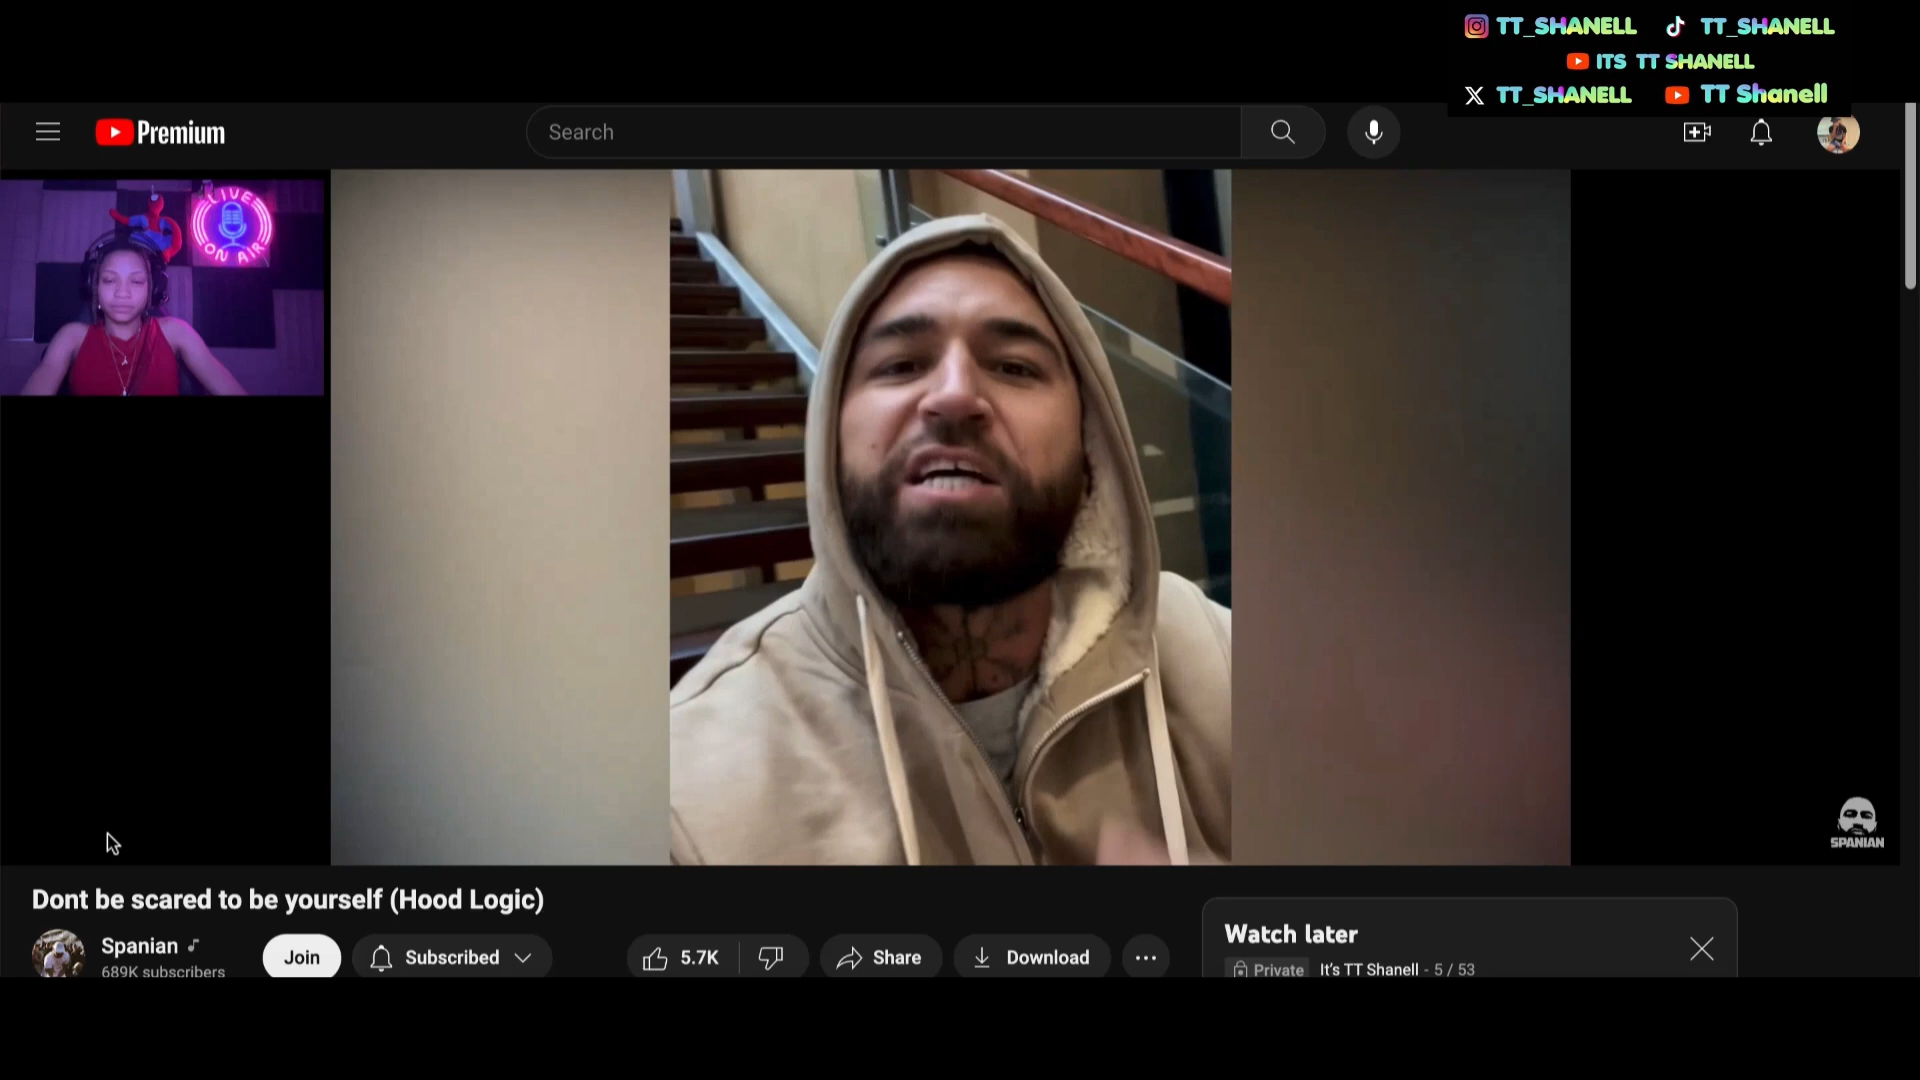 TT_SHANELL TT_SHANELL
ITS TT SHANELL
TT_SHANELL TT Shanell
Premium
Search
LIVE
ON AIR
SPANIAN
Dont be scared to be yourself (Hood Logic)
Spanian
689K subscribers
Join
Subscribed
5.7K
Share
Download
Watch later
Private It's TT Shanell - 5 / 53